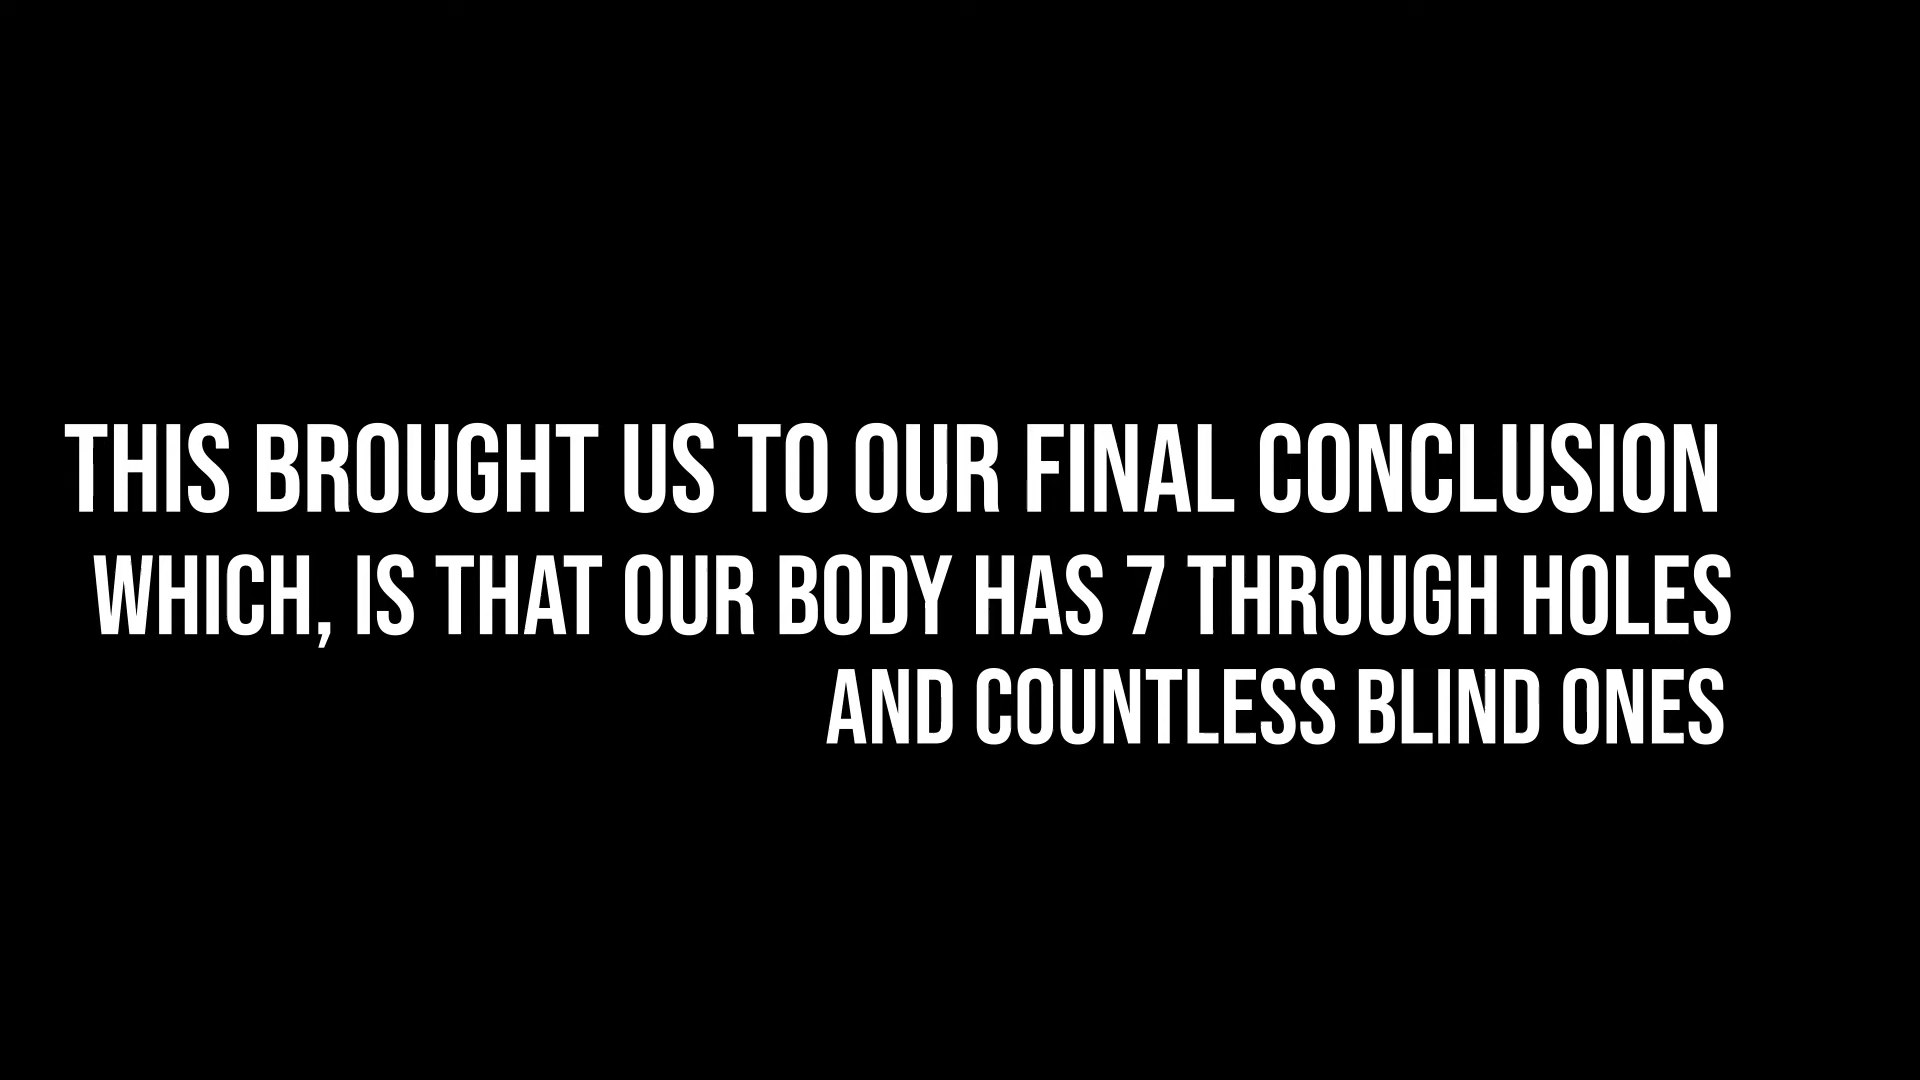 THIS BROUGHT US TO OUR FINAL CONCLUSION
WHICH, IS THAT OUR BODY HAS 7 THROUGH HOLES
AND COUNTLESS BLIND ONES